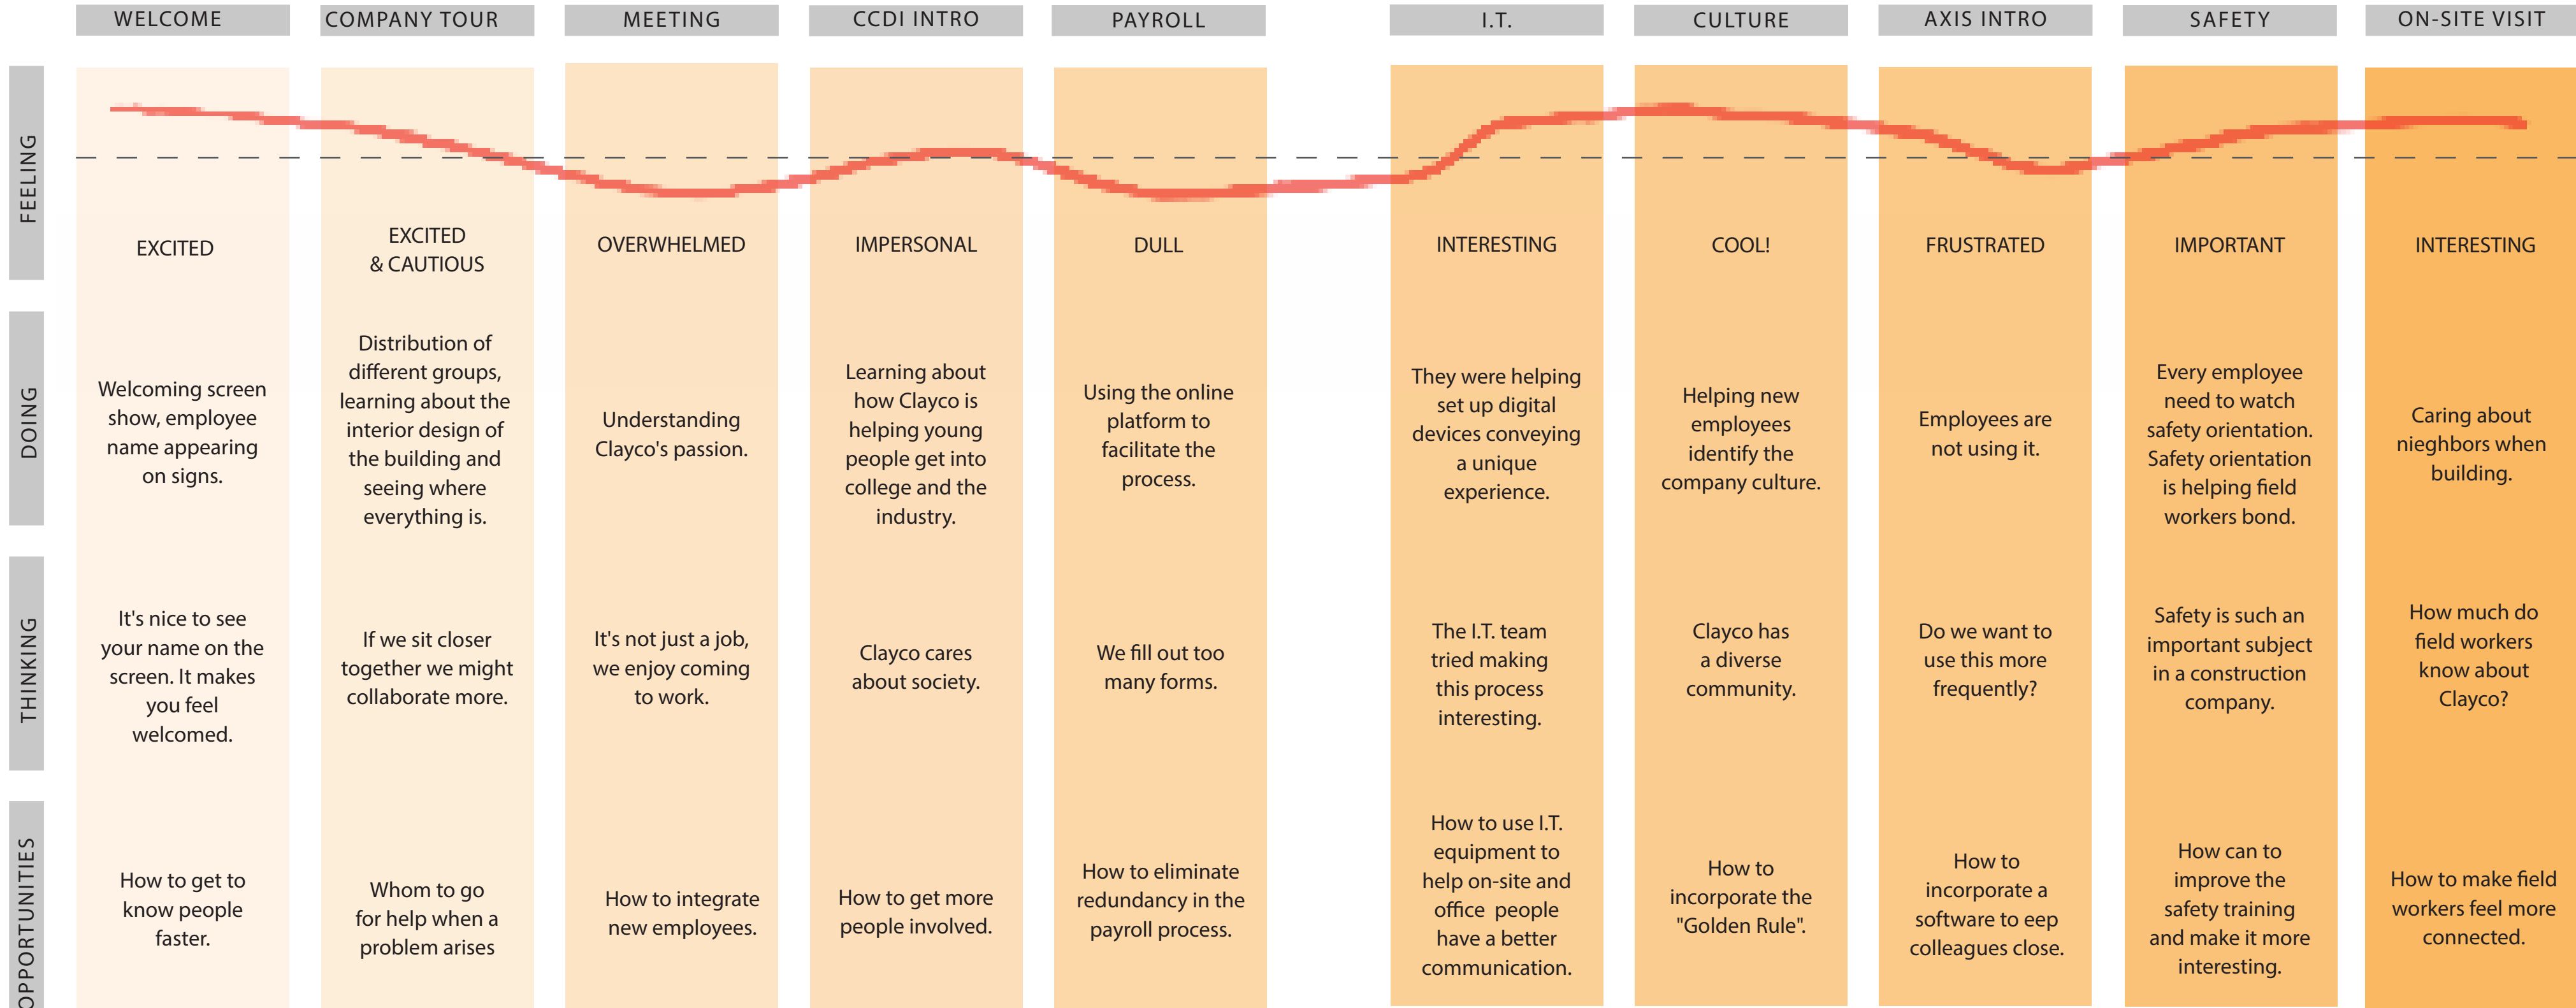 WELCOME
COMPANY TOUR
MEETING
CCDI INTRO
PAYROLL
I.T.
CULTURE
AXIS INTRO
SAFETY
ON-SITE VISIT
FEELING
EXCITED
EXCITED
& CAUTIOUS
OVERWHELMED
IMPERSONAL
DULL
INTERESTING
COOL!
FRUSTRATED
IMPORTANT
INTERESTING
DOING
Welcoming screen
show, employee
name appearing
on signs.
Distribution of
different groups,
learning about the
interior design of
the building and
seeing where
everything is.
Understanding
Clayco's passion.
Learning about
how Clayco is
helping young
people get into
college and the
industry.
Using the online
platform to
facilitate the
process.
They were helping
set up digital
devices conveying
a unique
experience.
Helping new
employees
identify the
company culture.
Employees are
not using it.
Every employee
need to watch
safety orientation.
Safety orientation
is helping field
workers bond.
Caring about
nieghbors when
building.
THINKING
It's nice to see
your name on the
screen. It makes
you feel
welcomed.
If we sit closer
together we might
collaborate more.
It's not just a job,
we enjoy coming
to work.
Clayco cares
about society.
We fill out too
many forms.
The I.T. team
tried making
this process
interesting.
Clayco has
a diverse
community.
Do we want to
use this more
frequently?
Safety is such an
important subject
in a construction
company.
How much do
field workers
know about
Clayco?
OPPORTUNITIES
How to get to
know people
faster.
Whom to go
for help when a
problem arises
How to integrate
new employees.
How to get more
people involved.
How to eliminate
redundancy in the
payroll process.
How to use I.T.
equipment to
help on-site and
office people
have a better
communication.
How to
incorporate the
"Golden Rule".
How to
incorporate a
software to eep
colleagues close.
How can to
improve the
safety training
and make it more
interesting.
How to make field
workers feel more
connected.